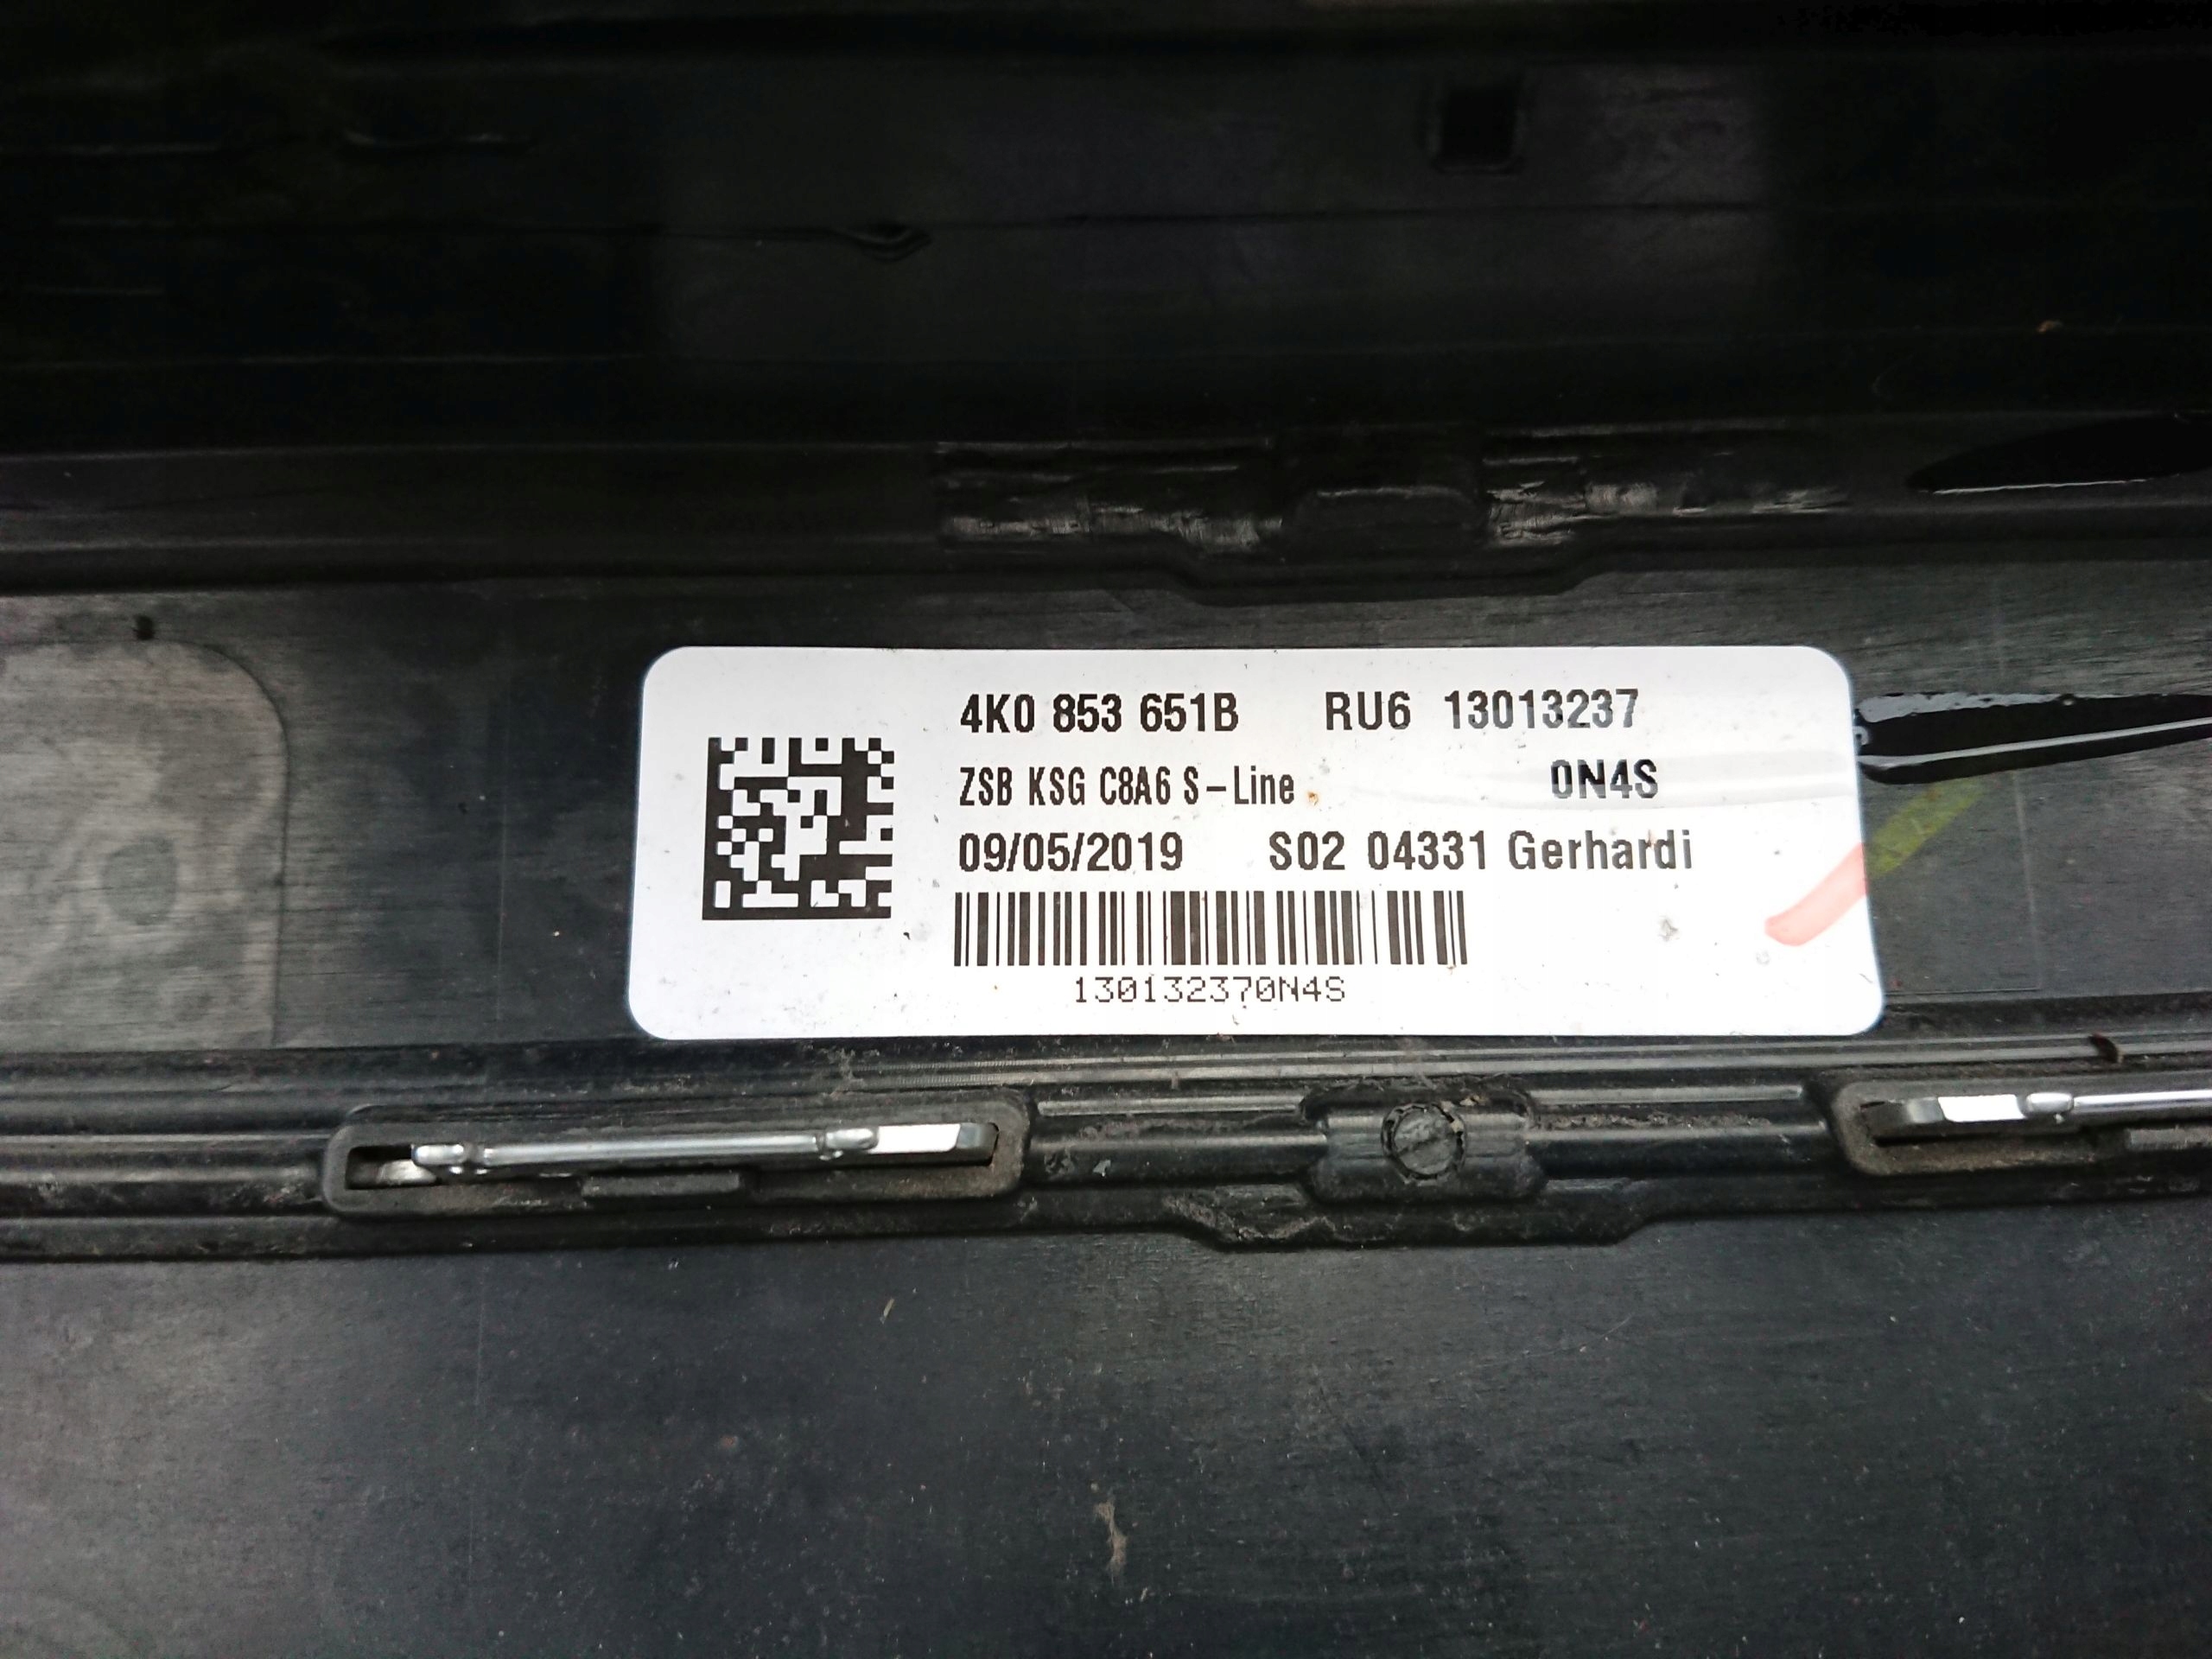 4K0 853 651B RU6 13013237
ZSB KSG C8A6 S-Line 0N4S
09/05/2019 S02 04331 Gerhardi
130132370N4S